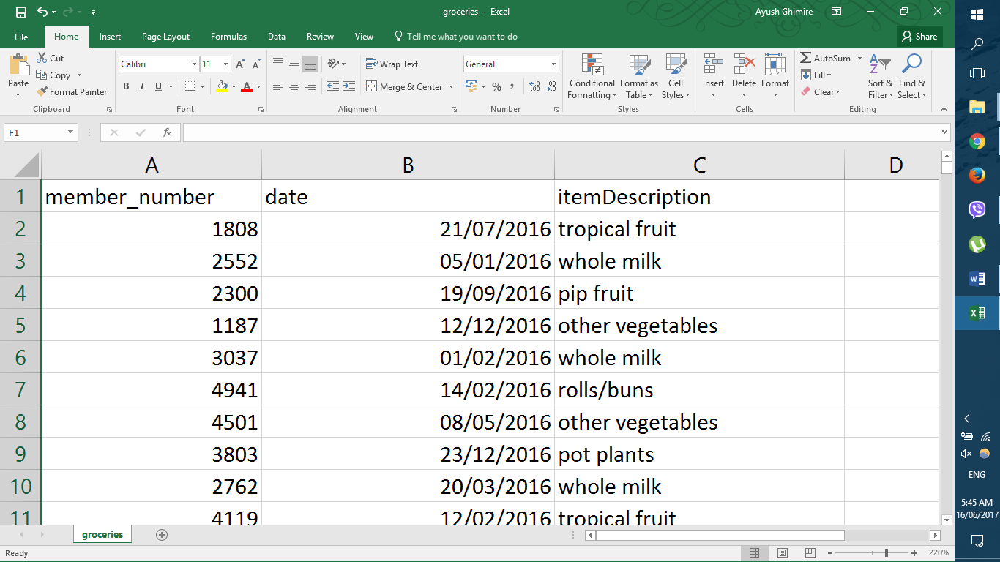 groceries - Excel
Ayush Ghimire
File Home Insert Page Layout Formulas Data Review View Tell me what you want to do
Share
Paste
Cut
Copy
Format Painter
Clipboard
Calibri 11
B I U A
Font
Wrap Text
Merge & Center
Alignment
General
% ,
Number
Conditional Formatting
Format as Table
Cell Styles
Styles
Insert Delete Format
Cells
AutoSum
Fill
Clear
Sort & Filter
Find & Select
Editing
F1 fx
A B C D
1 member_number date itemDescription
2 1808 21/07/2016 tropical fruit
3 2552 05/01/2016 whole milk
4 2300 19/09/2016 pip fruit
5 1187 12/12/2016 other vegetables
6 3037 01/02/2016 whole milk
7 4941 14/02/2016 rolls/buns
8 4501 08/05/2016 other vegetables
9 3803 23/12/2016 pot plants
10 2762 20/03/2016 whole milk
11 4119 12/02/2016 tropical fruit
groceries
Ready
220%
ENG
5:45 AM
16/06/2017